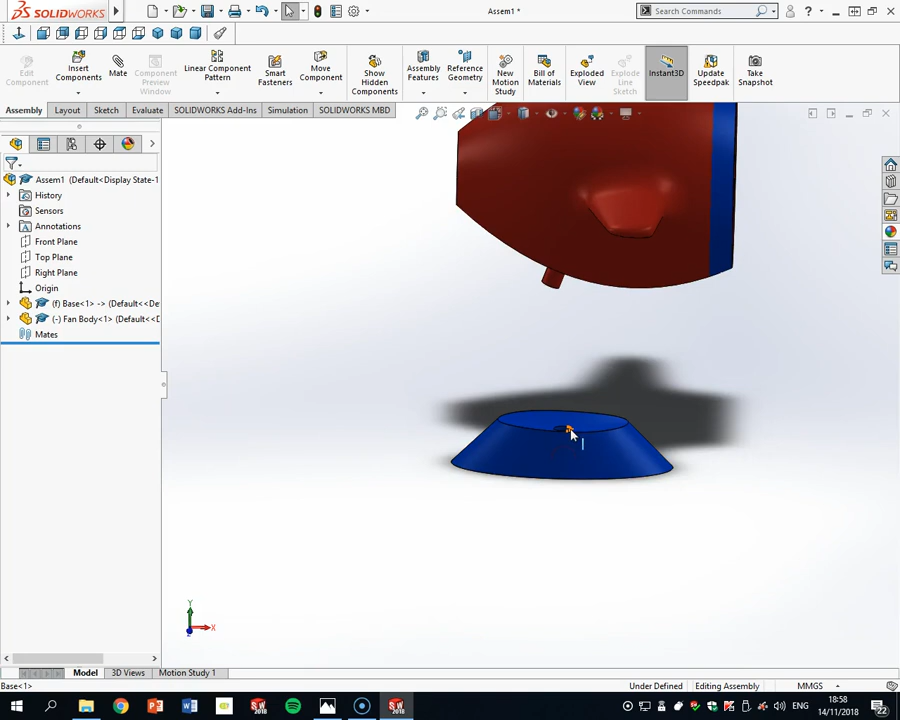 SOLIDWORKS
Assem1 *
Search Commands
Edit Component
Insert Components
Mate
Component Preview Window
Linear Component Pattern
Smart Fasteners
Move Component
Show Hidden Components
Assembly Features
Reference Geometry
New Motion Study
Bill of Materials
Exploded View
Explode Line Sketch
Instant3D
Update Speedpak
Take Snapshot
Assembly Layout Sketch Evaluate SOLIDWORKS Add-Ins Simulation SOLIDWORKS MBD
Assem1 (Default<Display State-1
History
Sensors
Annotations
Front Plane
Top Plane
Right Plane
Origin
(f) Base<1> -> (Default<<De
(-) Fan Body<1> (Default<<D
Mates
Y
X
Z
Model 3D Views Motion Study 1
Base<1>
Under Defined Editing Assembly MMGS
SW 2018
SW 2018
ENG
18:58
14/11/2018
22